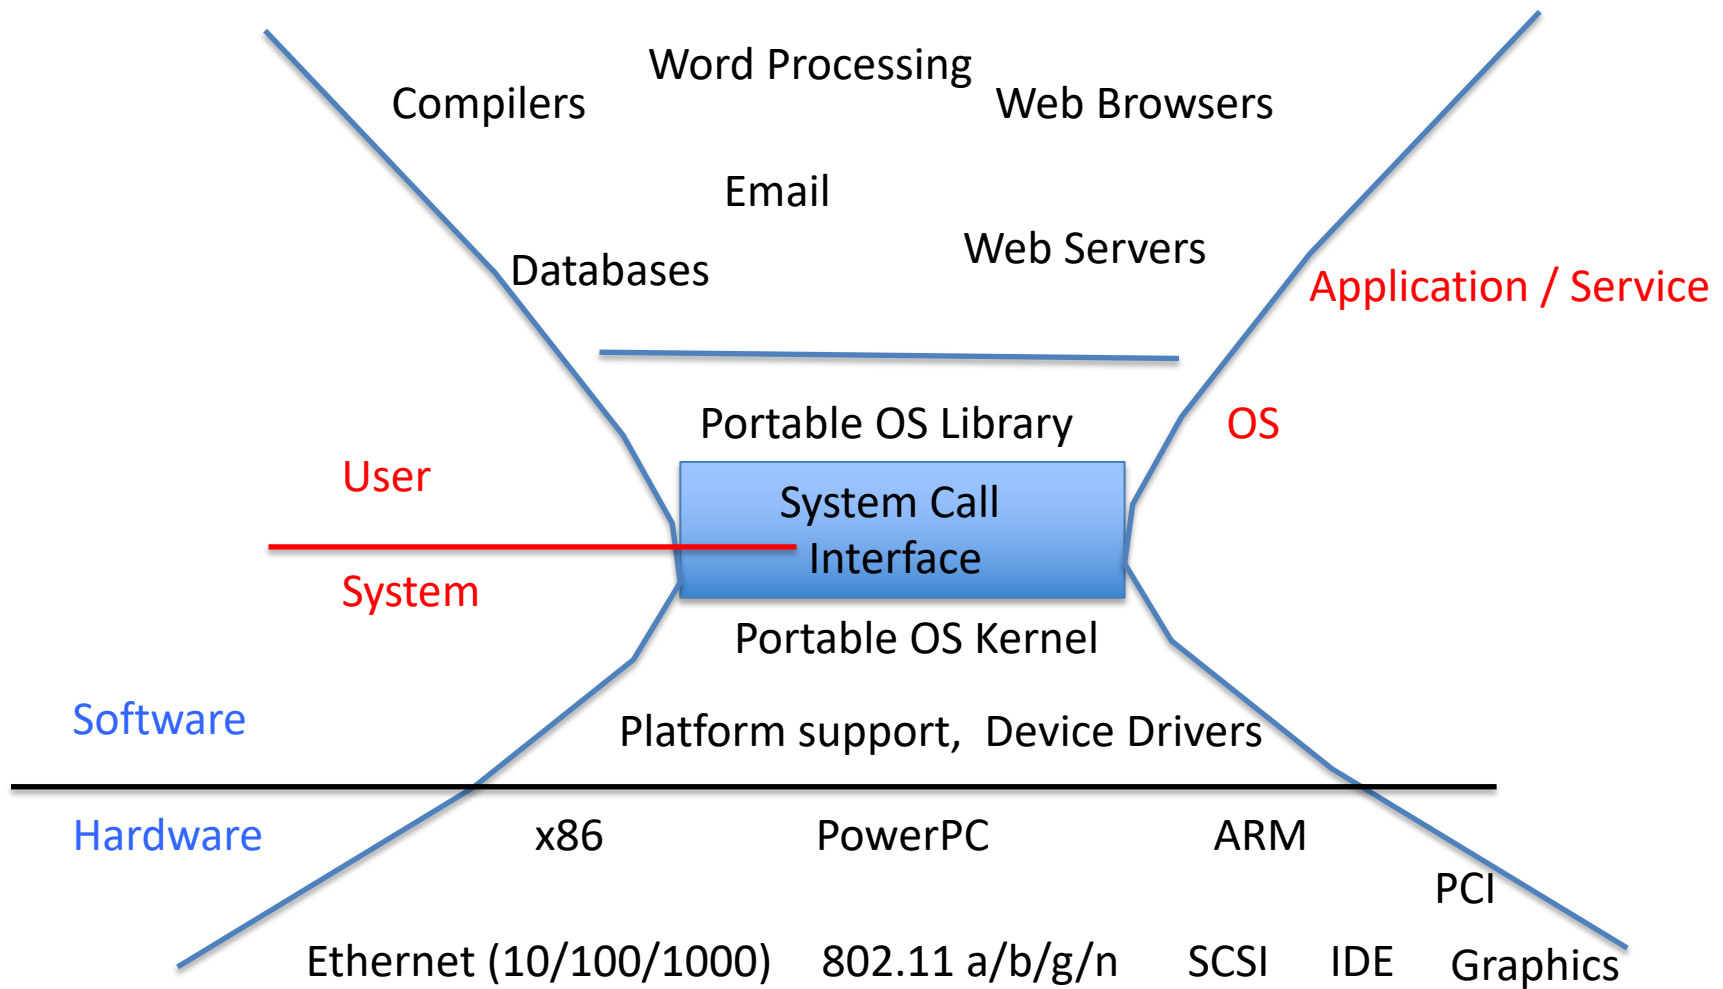 Word Processing
Compilers
Web Browsers
Email
Web Servers
Databases
Application / Service
Portable OS Library
OS
User
System Call
Interface
System
Portable OS Kernel
Software
Platform support,  Device Drivers
Hardware
x86
PowerPC
ARM
PCI
Ethernet (10/100/1000)
802.11 a/b/g/n
SCSI
IDE
Graphics